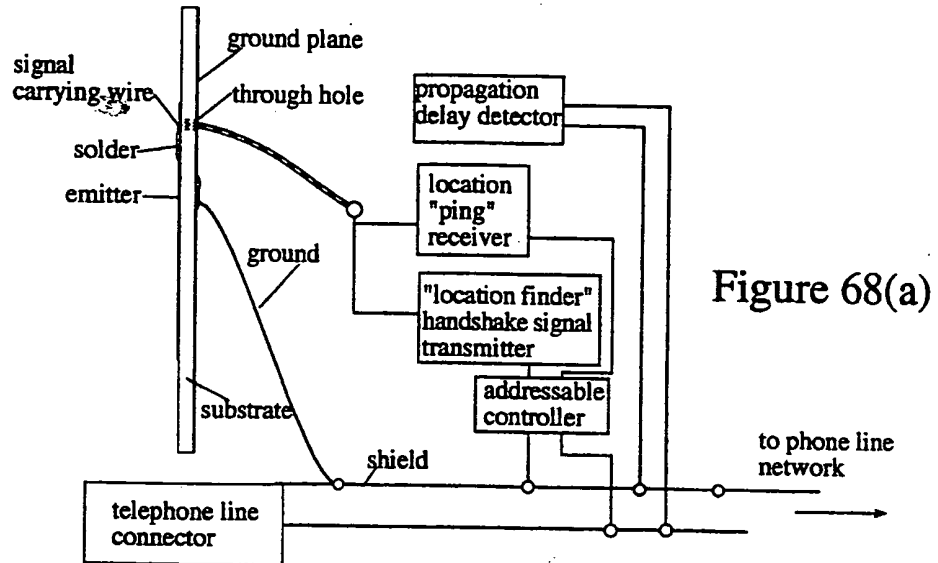 ground plane
signal
carrying wire
through hole
solder
emitter
propagation
delay detector
location
"ping"
receiver
ground
"location finder"
handshake signal
transmitter
Figure 68(a)
addressable
controller
substrate
shield
to phone line
network
telephone line
connector